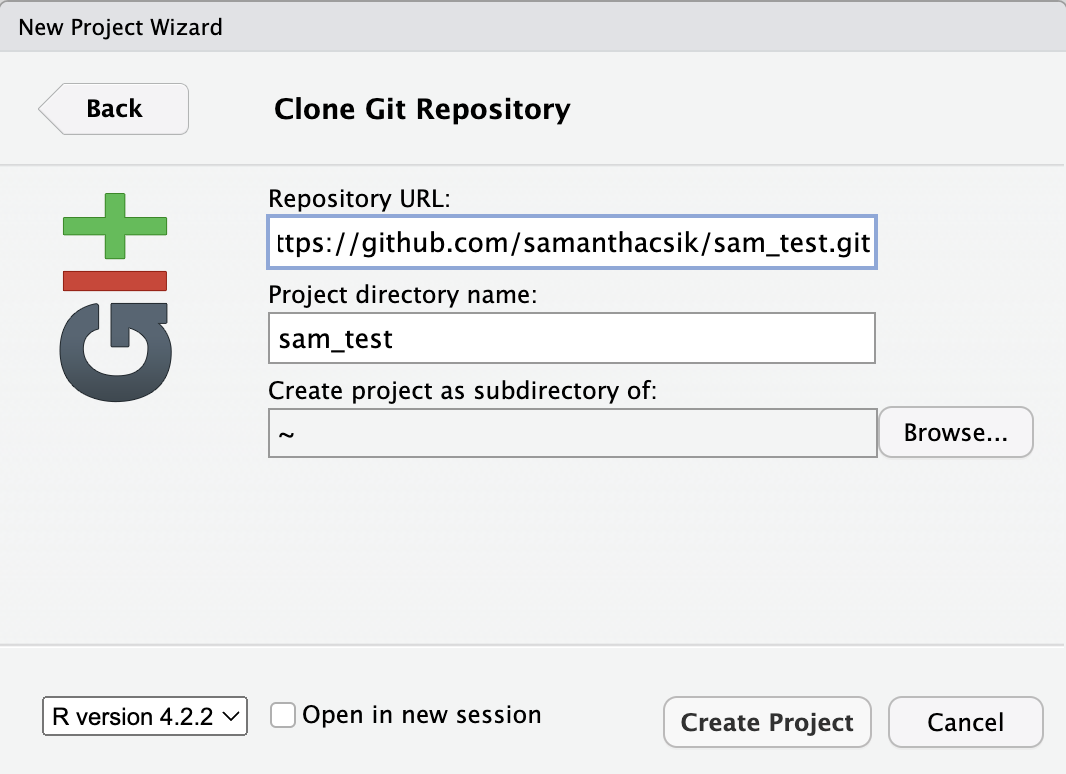 New Project Wizard
Back
Clone Git Repository
GIT
Repository URL:
ttps://github.com/samanthacsik/sam_test.git
Project directory name:
sam_test
Create project as subdirectory of:
~
Browse...
R version 4.2.2
Open in new session
Create Project
Cancel